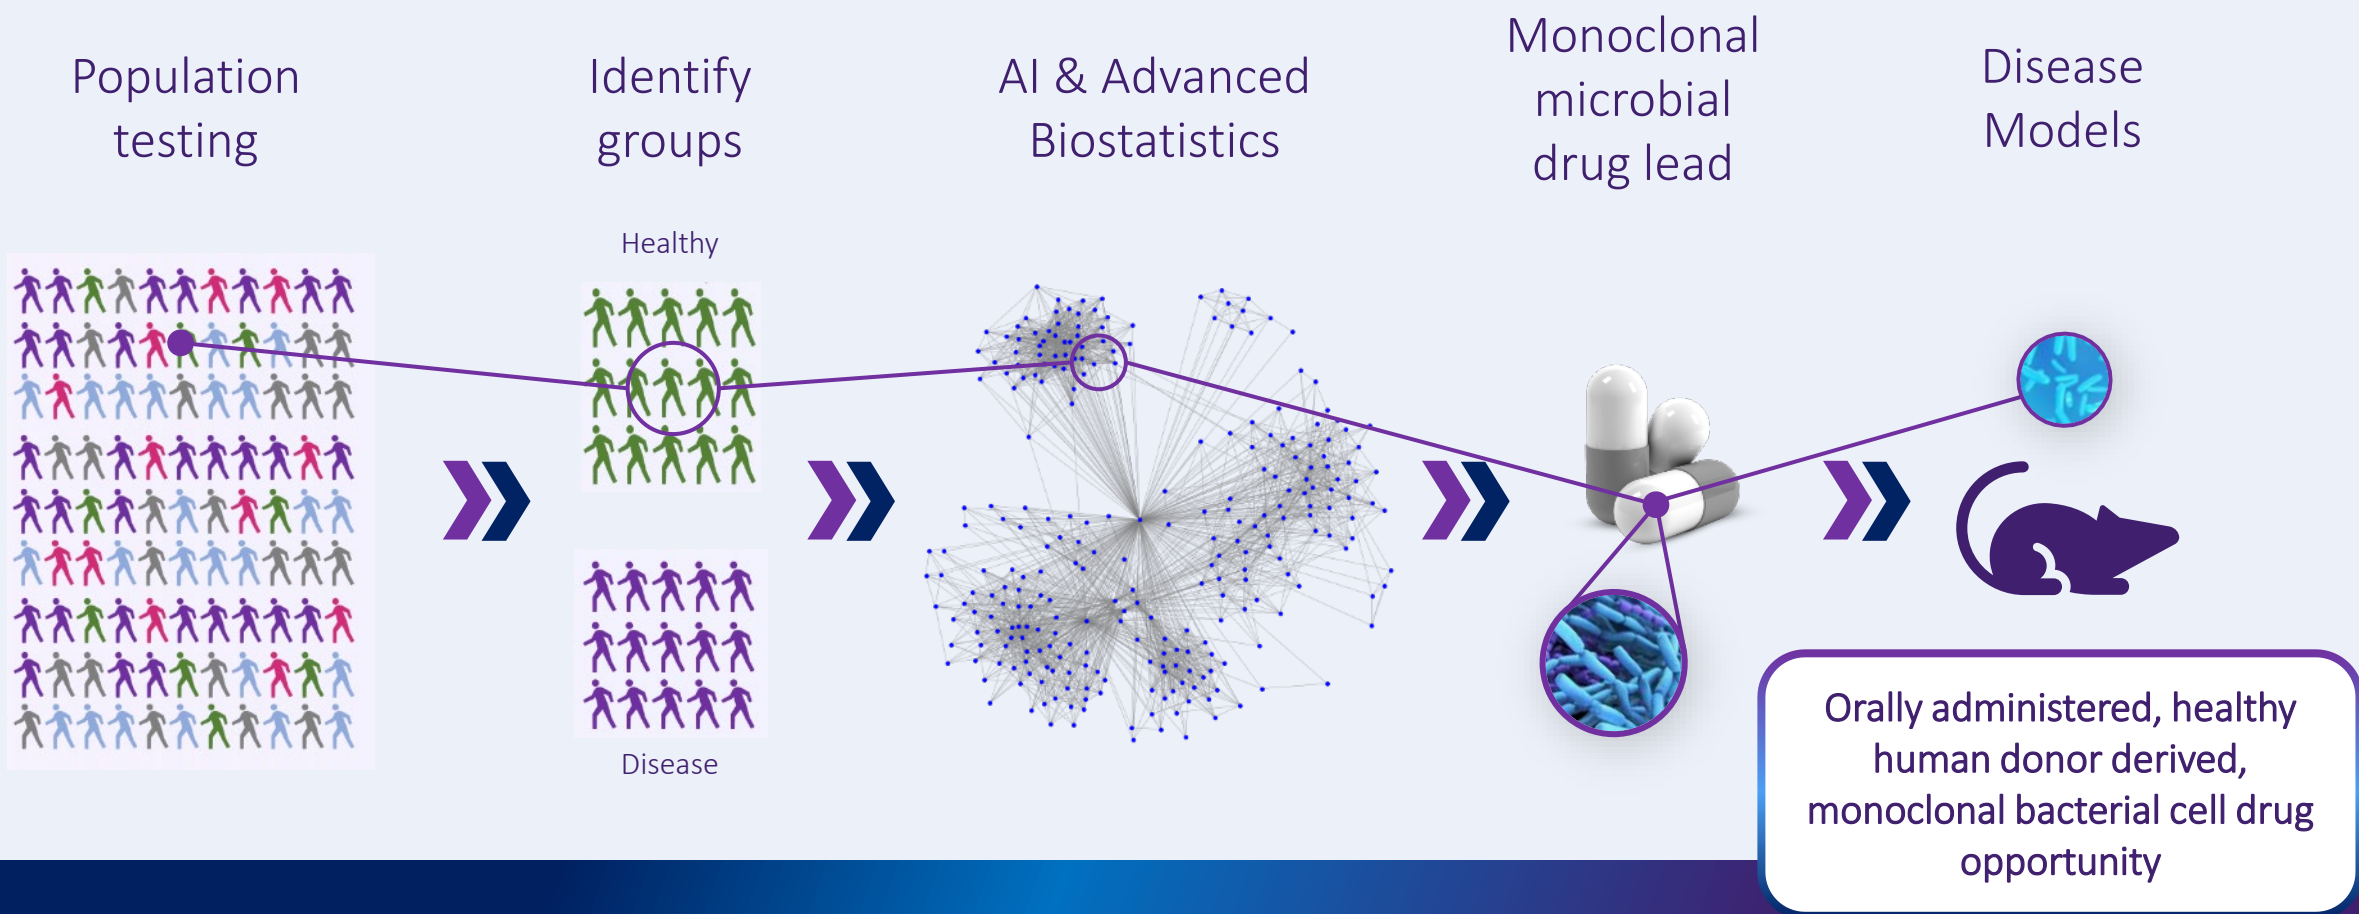 Population
testing
Identify
groups
AI & Advanced
Biostatistics
Monoclonal
microbial
drug lead
Disease
Models
Healthy
Disease
Orally administered, healthy
human donor derived,
monoclonal bacterial cell drug
opportunity